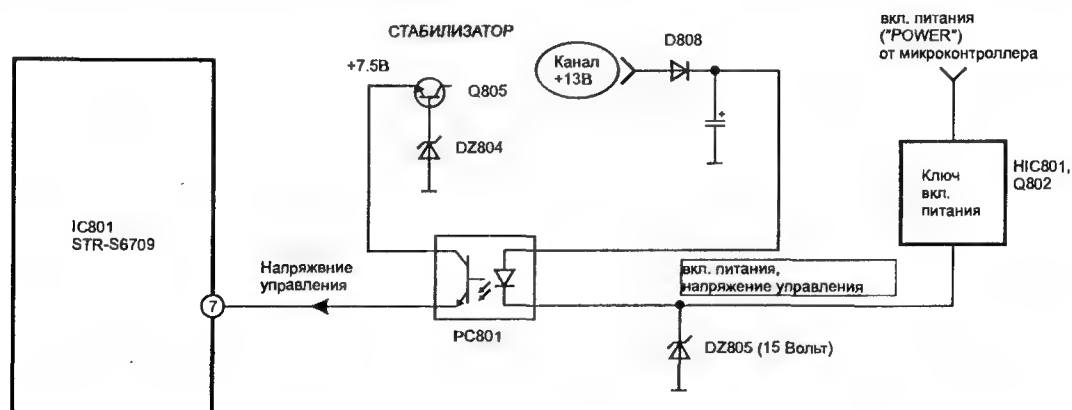 вкл. питания
("POWER")
от микроконтроллера
СТАБИЛИЗАТОР
D808
+7.5В
Канал
+13В
Q805
DZ804
HIC801,
Q802
Ключ
вкл.
питания
IC801
STR-S6709
Напряжвние
управления
вкл. питания,
напряжение управления
7
PC801
DZ805 (15 Вольт)
+